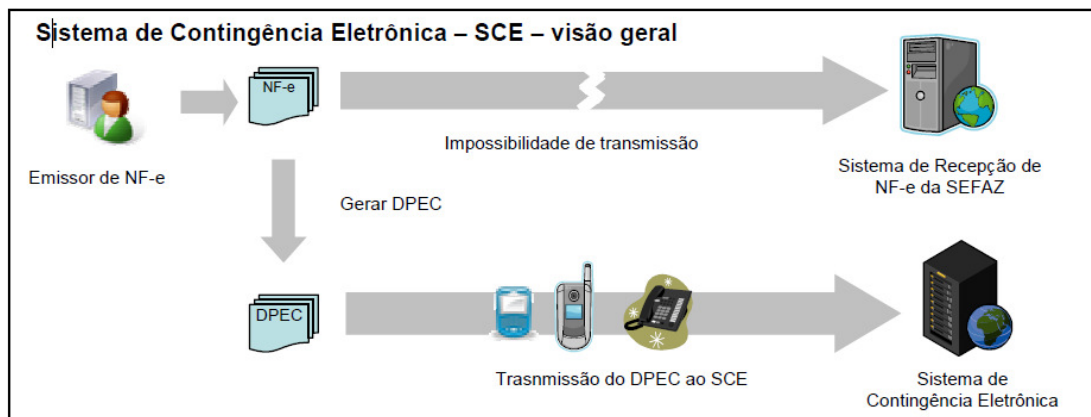 Sistema de Contingência Eletrônica – SCE – visão geral
NF-e
Impossibilidade de transmissão
Emissor de NF-e
Sistema de Recepção de
NF-e da SEFAZ
Gerar DPEC
DPEC
Trasnmissão do DPEC ao SCE
Sistema de
Contingência Eletrônica